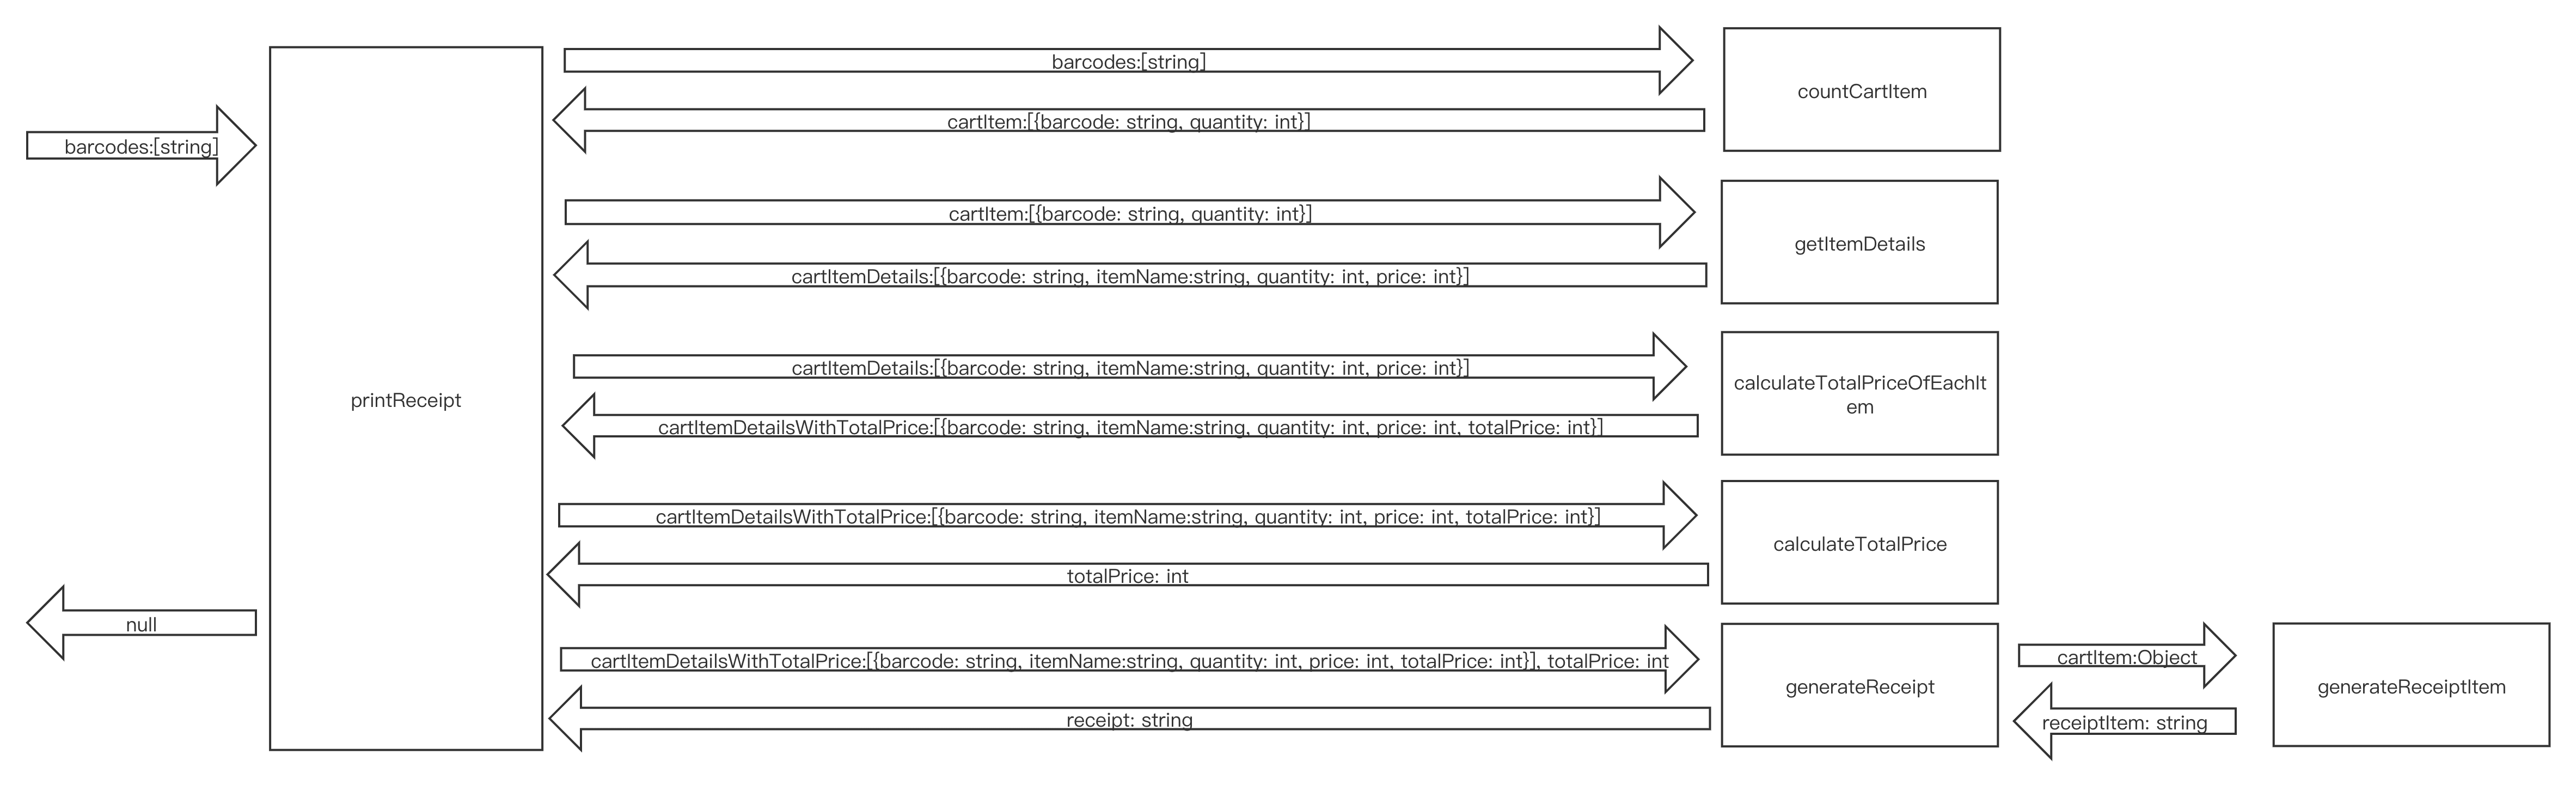 barcodes:[string]
countCartItem
cartItem:[{barcode: string, quantity: int}]
barcodes:[string]
cartItem:[{barcode: string, quantity: int}]
getItemDetails
cartItemDetails:[{barcode: string, itemName:string, quantity: int, price: int}]
cartItemDetails:[{barcode: string, itemName:string, quantity: int, price: int}]
calculateTotalPriceOfEachIt
em
printReceipt
cartItemDetailsWithTotalPrice:[{barcode: string, itemName:string, quantity: int, price: int, totalPrice: int}]
cartItemDetailsWithTotalPrice:[{barcode: string, itemName:string, quantity: int, price: int, totalPrice: int}]
calculateTotalPrice
totalPrice: int
null
cartItemDetailsWithTotalPrice:[{barcode: string, itemName:string, quantity: int, price: int, totalPrice: int}], totalPrice: int
generateReceipt
cartItem:Object
generateReceiptItem
receipt: string
receiptItem: string